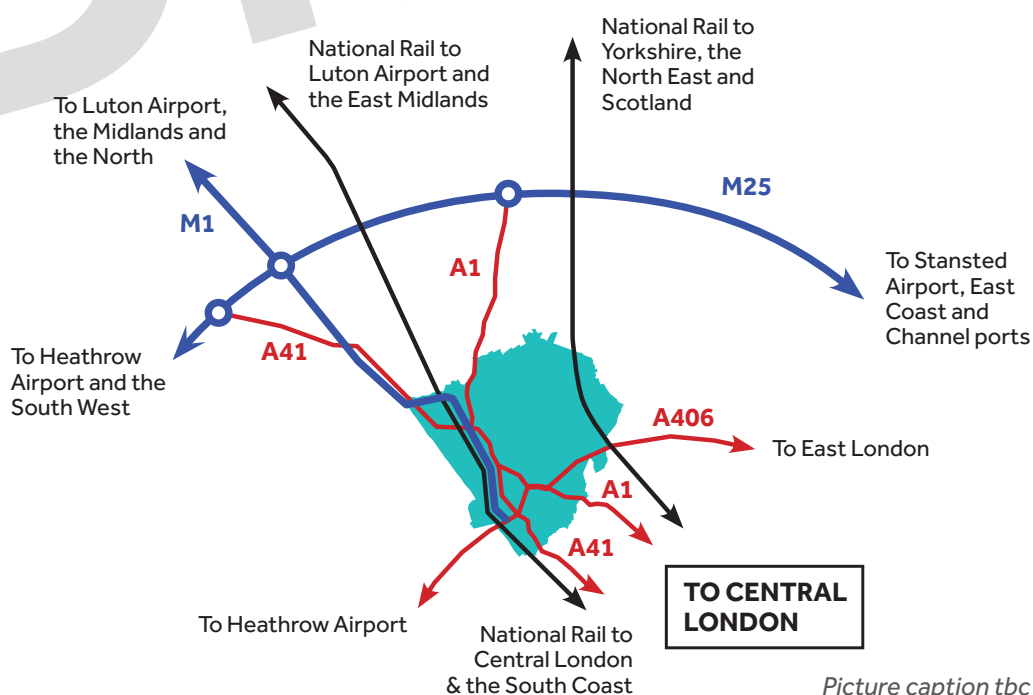 National Rail to
Luton Airport and
the East Midlands
National Rail to
Yorkshire, the
North East and
Scotland
To Luton Airport,
the Midlands and
the North
M1
M25
A1
To Stansted
Airport, East
Coast and
Channel ports
A41
To Heathrow
Airport and the
South West
A406
To East London
A1
A41
To Heathrow Airport
National Rail to
Central London
& the South Coast
TO CENTRAL
LONDON
Picture caption tbc